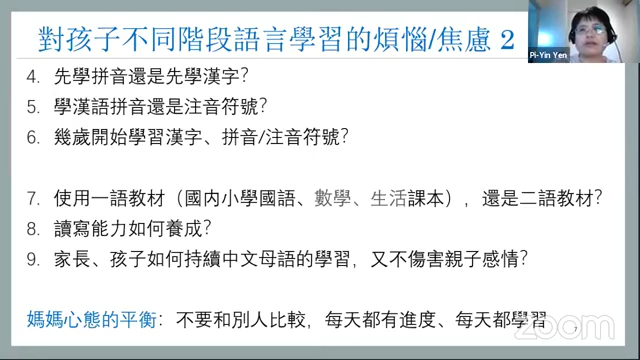 對孩子不同階段語言學習的煩惱/焦慮 2
Pi-Yin Yen
4. 先學拼音還是先學漢字?
5. 學漢語拼音還是注音符號?
6. 幾歲開始學習漢字、拼音/注音符號?
7. 使用一語教材（國內小學國語、數學、生活課本），還是二語教材?
8. 讀寫能力如何養成?
9. 家長、孩子如何持續中文母語的學習，又不傷害親子感情?
媽媽心態的平衡：不要和別人比較，每天都有進度、每天都學習
zoom